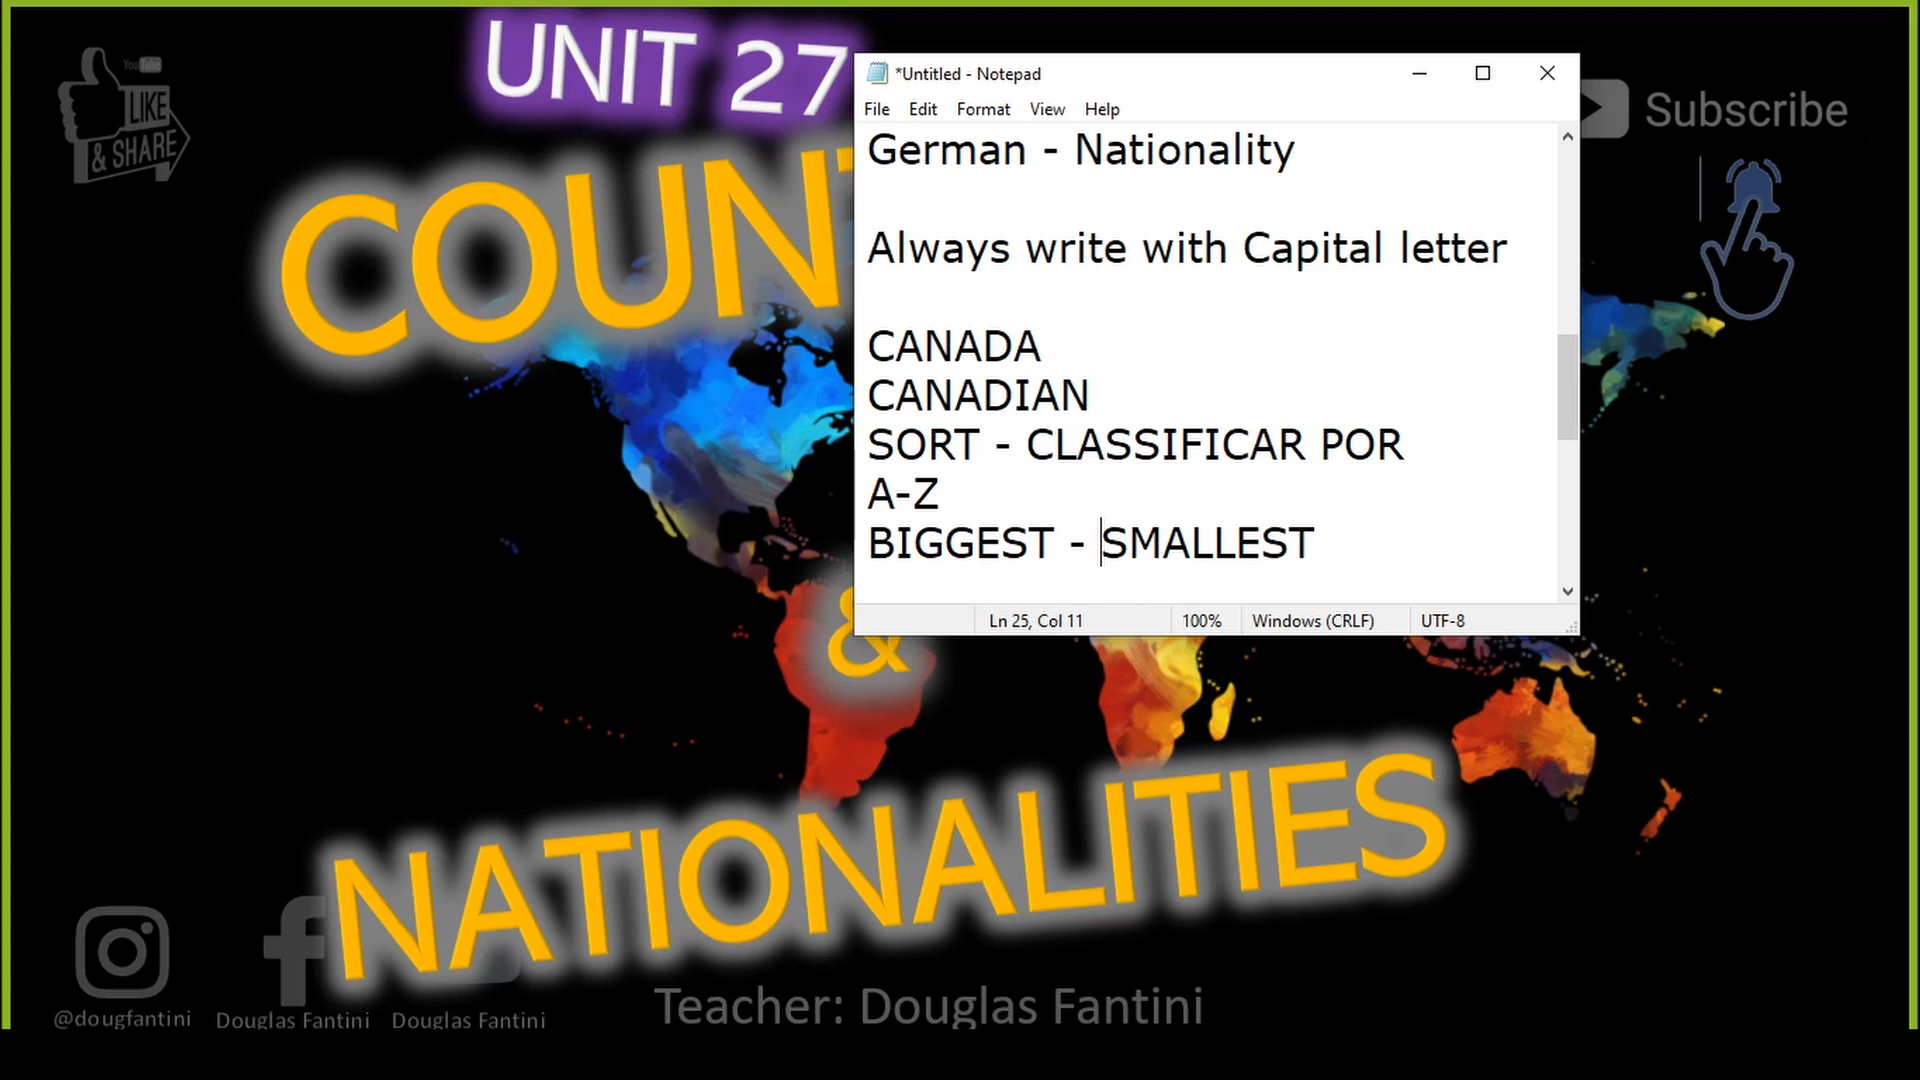 UNIT 27
YouTube
LIKE
& SHARE
COUNT
&
NATIONALITIES
*Untitled - Notepad
File Edit Format View Help
German - Nationality
Always write with Capital letter
CANADA
CANADIAN
SORT - CLASSIFICAR POR
A-Z
BIGGEST - SMALLEST
Ln 25, Col 11 100% Windows (CRLF) UTF-8
Subscribe
@dougfantini Douglas Fantini Douglas Fantini
Teacher: Douglas Fantini